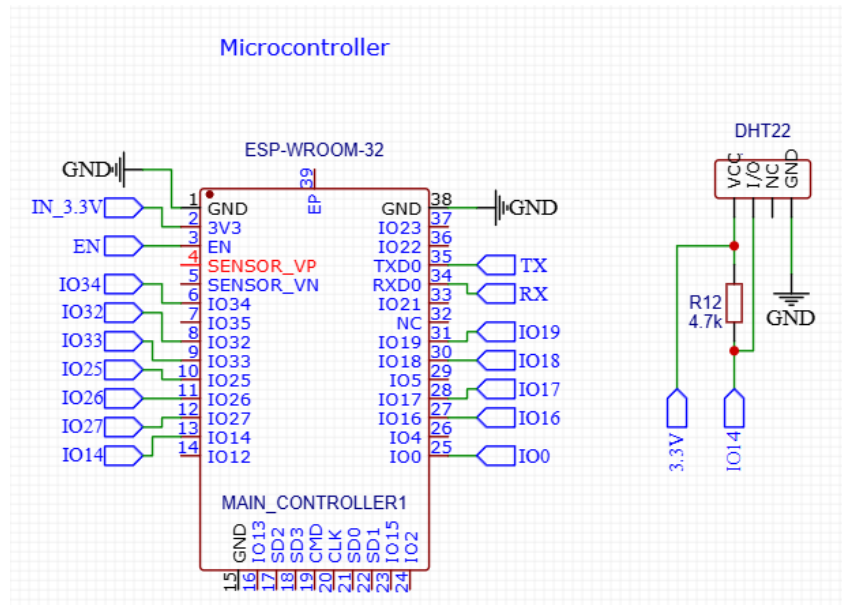 Microcontroller
ESP-WROOM-32
39
EP
GND
IN_3.3V
EN
IO34
IO32
IO33
IO25
IO26
IO27
IO14
1 GND
2 3V3
3 EN
4 SENSOR_VP
5 SENSOR_VN
6 IO34
7 IO35
8 IO32
9 IO33
10 IO25
11 IO26
12 IO27
13 IO14
14 IO12
GND 38
IO23 37
IO22 36
TXD0 35
RXD0 34
IO21 33
NC 32
IO19 31
IO18 30
IO5 29
IO17 28
IO16 27
IO4 26
IO0 25
GND
TX
RX
IO19
IO18
IO17
IO16
IO0
MAIN_CONTROLLER1
GND 15
IO13 16
SD2 17
SD3 18
CMD 19
CLK 20
SD0 21
SD1 22
IO15 23
IO2 24
DHT22
VCC
I/O
NC
GND
R12
4.7k
GND
3.3V
IO14